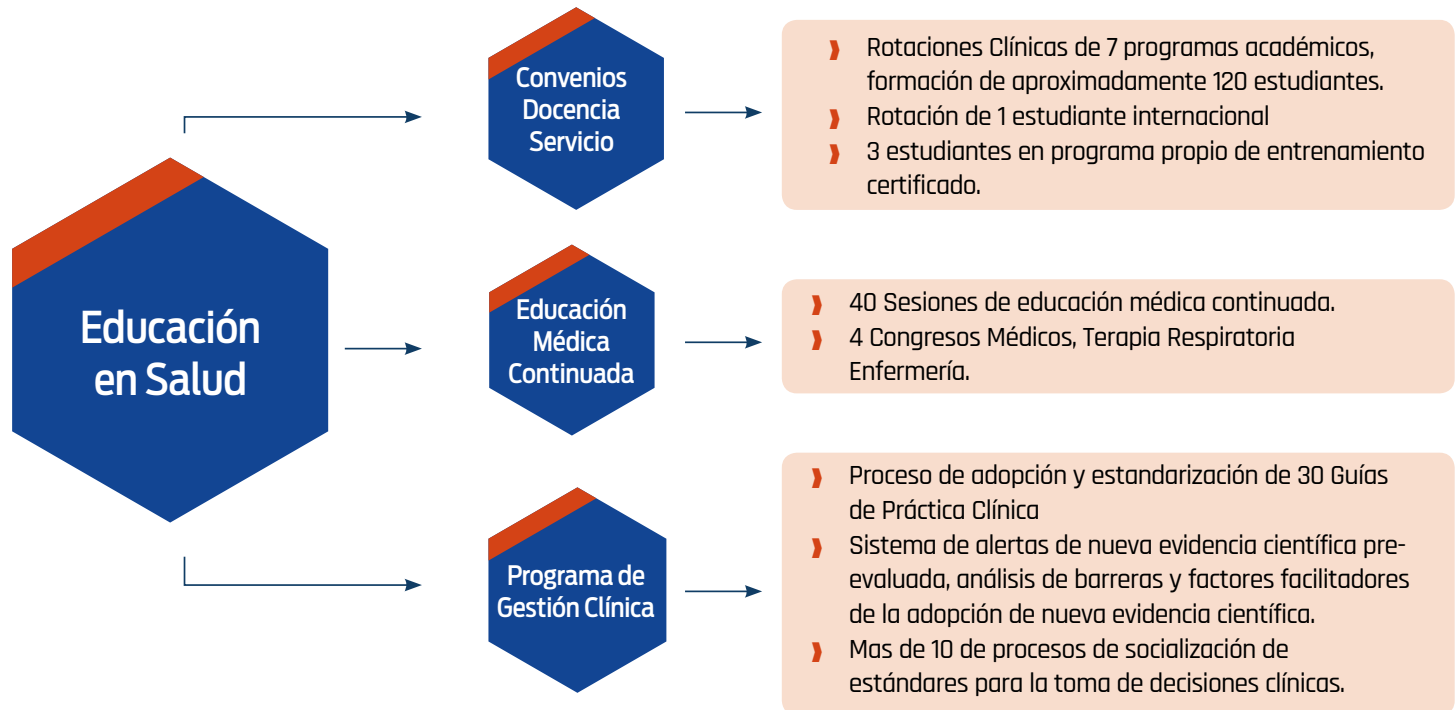 Educación
en Salud
Convenios
Docencia
Servicio
Rotaciones Clínicas de 7 programas académicos,
formación de aproximadamente 120 estudiantes.
Rotación de 1 estudiante internacional
3 estudiantes en programa propio de entrenamiento
certificado.
Educación
Médica
Continuada
40 Sesiones de educación médica continuada.
4 Congresos Médicos, Terapia Respiratoria
Enfermería.
Programa de
Gestión Clínica
Proceso de adopción y estandarización de 30 Guías
de Práctica Clínica
Sistema de alertas de nueva evidencia científica pre-
evaluada, análisis de barreras y factores facilitadores
de la adopción de nueva evidencia científica.
Mas de 10 de procesos de socialización de
estándares para la toma de decisiones clínicas.